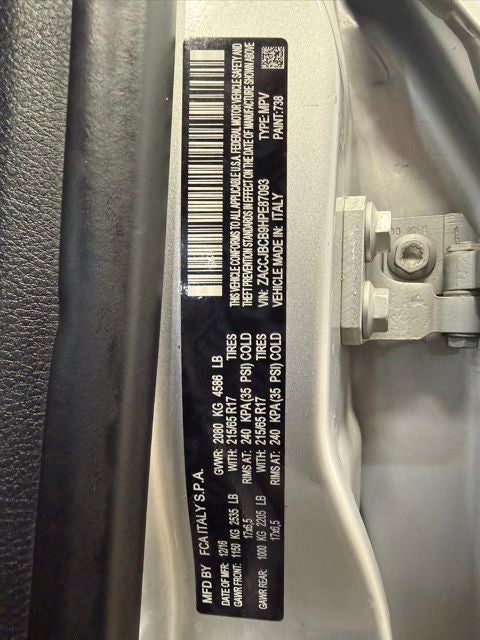 MFD BY FCA ITALY S.P.A.
DATE OF MFR: 12/16 GVWR: 2080 KG 4586 LB
GAWR FRONT: 1150 KG 2535 LB WITH: 215/65 R17 TIRES
17x6,5 RIMS AT: 240 KPA(35 PSI) COLD
GAWR REAR: 1000 KG 2205 LB WITH: 215/65 R17 TIRES
17x6,5 RIMS AT: 240 KPA(35 PSI) COLD
THIS VEHICLE CONFORMS TO ALL APPLICABLE U.S.A. FEDERAL MOTOR VEHICLE SAFETY AND
THEFT PREVENTION STANDARDS IN EFFECT ON THE DATE OF MANUFACTURE SHOWN ABOVE
VIN: ZACCJBCB9HPE87093 TYPE: MPV
VEHICLE MADE IN: ITALY PAINT:738